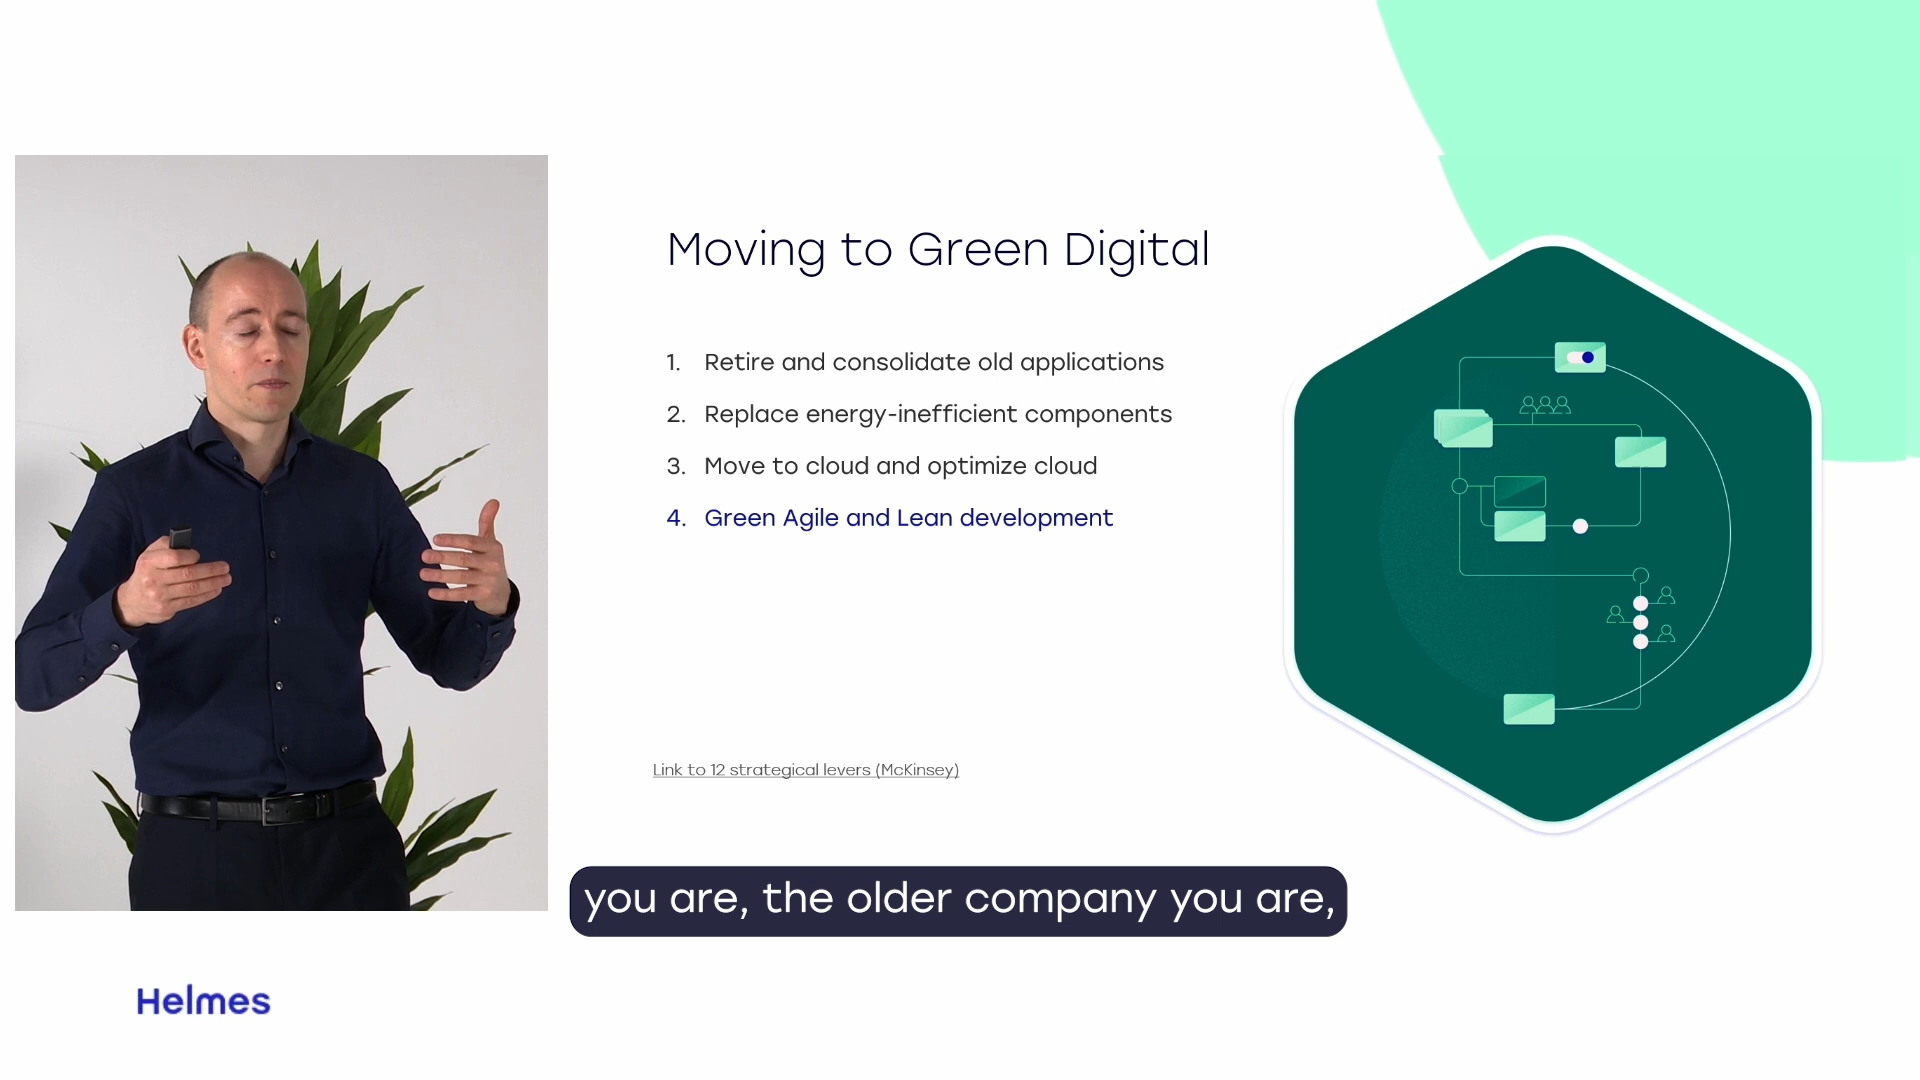 Moving to Green Digital
1. Retire and consolidate old applications
2. Replace energy-inefficient components
3. Move to cloud and optimize cloud
4. Green Agile and Lean development
Link to 12 strategical levers (McKinsey)
you are, the older company you are,
Helmes